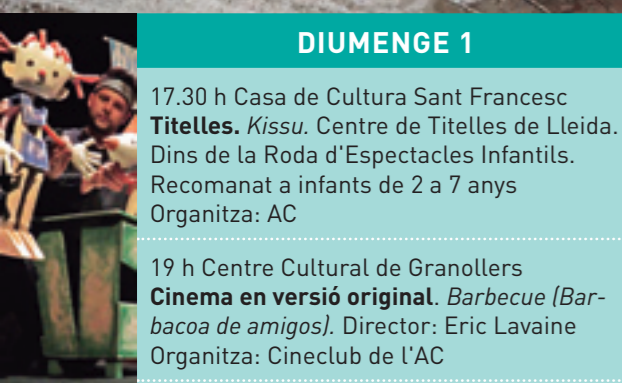 DIUMENGE 1
17.30 h Casa de Cultura Sant Francesc
Titelles. Kissu. Centre de Titelles de Lleida.
Dins de la Roda d'Espectacles Infantils.
Recomanat a infants de 2 a 7 anys
Organitza: AC
19 h Centre Cultural de Granollers
Cinema en versió original. Barbecue (Bar-
bacoa de amigos). Director: Eric Lavaine
Organitza: Cineclub de l'AC